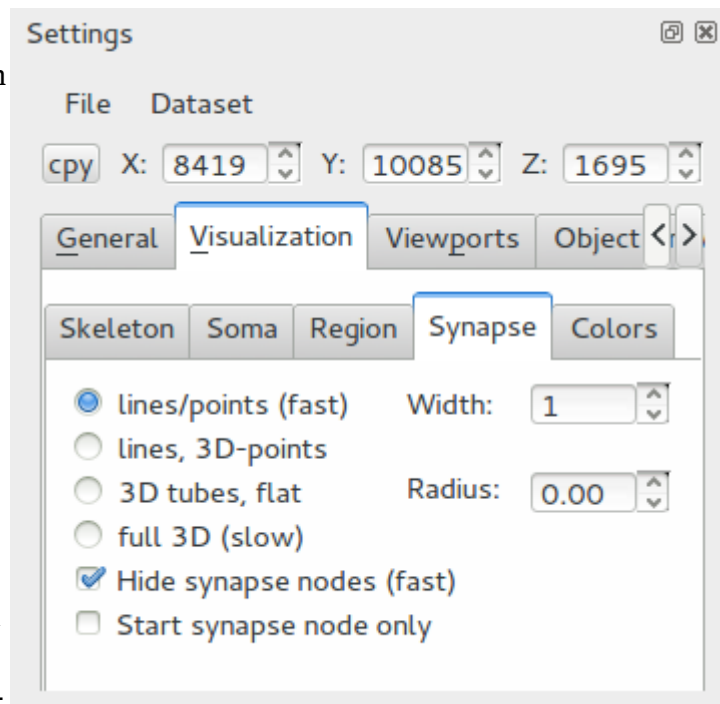 Settings
File Dataset
cpy X: 8419 Y: 10085 Z: 1695
General Visualization Viewports Object < >
Skeleton Soma Region Synapse Colors
lines/points (fast) Width: 1
lines, 3D-points
3D tubes, flat Radius: 0.00
full 3D (slow)
Hide synapse nodes (fast)
Start synapse node only